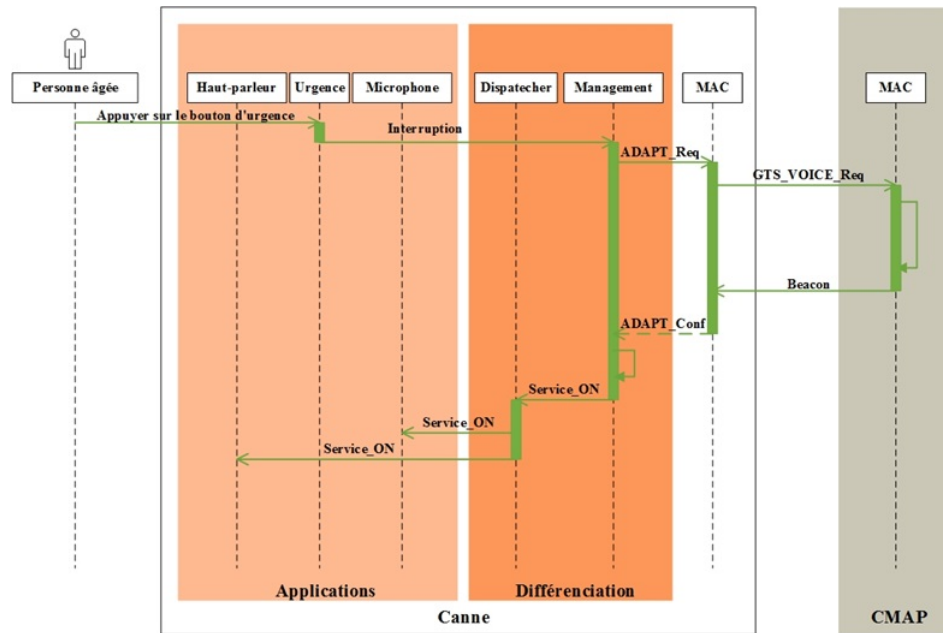 Personne âgée
Haut-parleur
Urgence
Microphone
Dispatecher
Management
MAC
MAC
Appuyer sur le bouton d'urgence
Interruption
ADAPT_Req
GTS_VOICE_Req
Beacon
ADAPT_Conf
Service_ON
Service_ON
Service_ON
Applications
Différenciation
Canne
CMAP